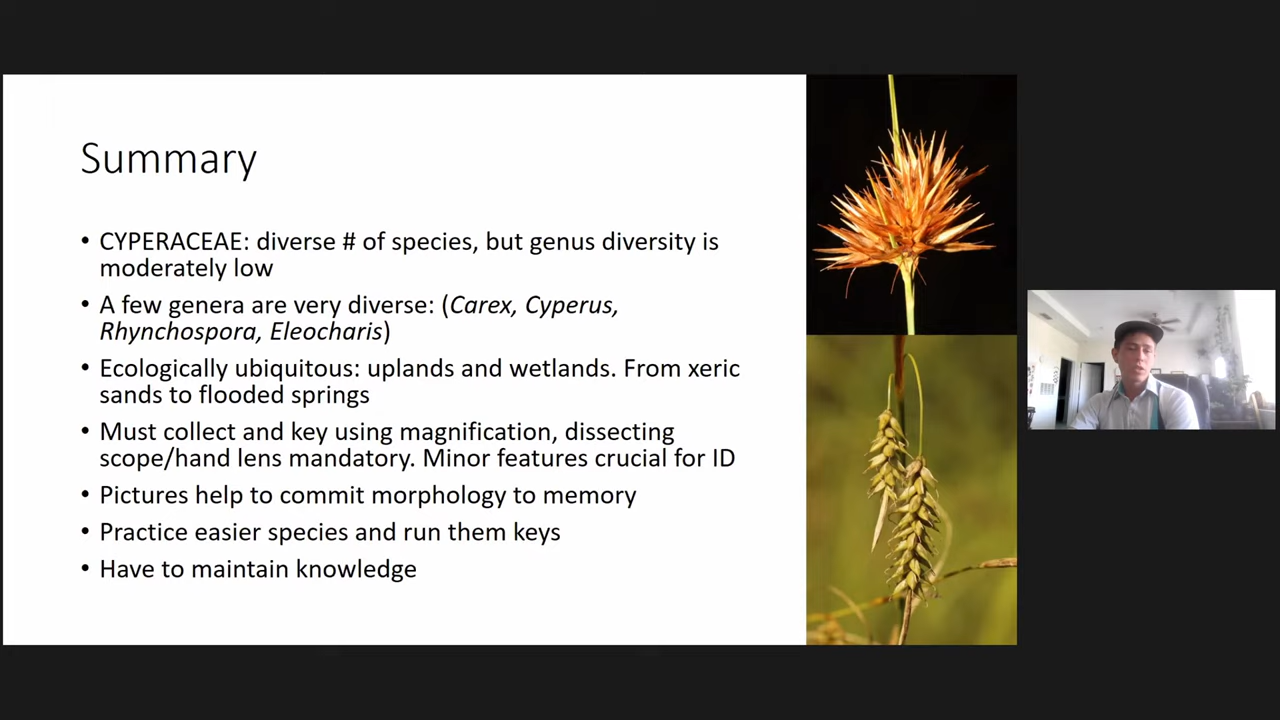 Summary
• CYPERACEAE: diverse # of species, but genus diversity is
moderately low
• A few genera are very diverse: (Carex, Cyperus,
Rhynchospora, Eleocharis)
• Ecologically ubiquitous: uplands and wetlands. From xeric
sands to flooded springs
• Must collect and key using magnification, dissecting
scope/hand lens mandatory. Minor features crucial for ID
• Pictures help to commit morphology to memory
• Practice easier species and run them keys
• Have to maintain knowledge